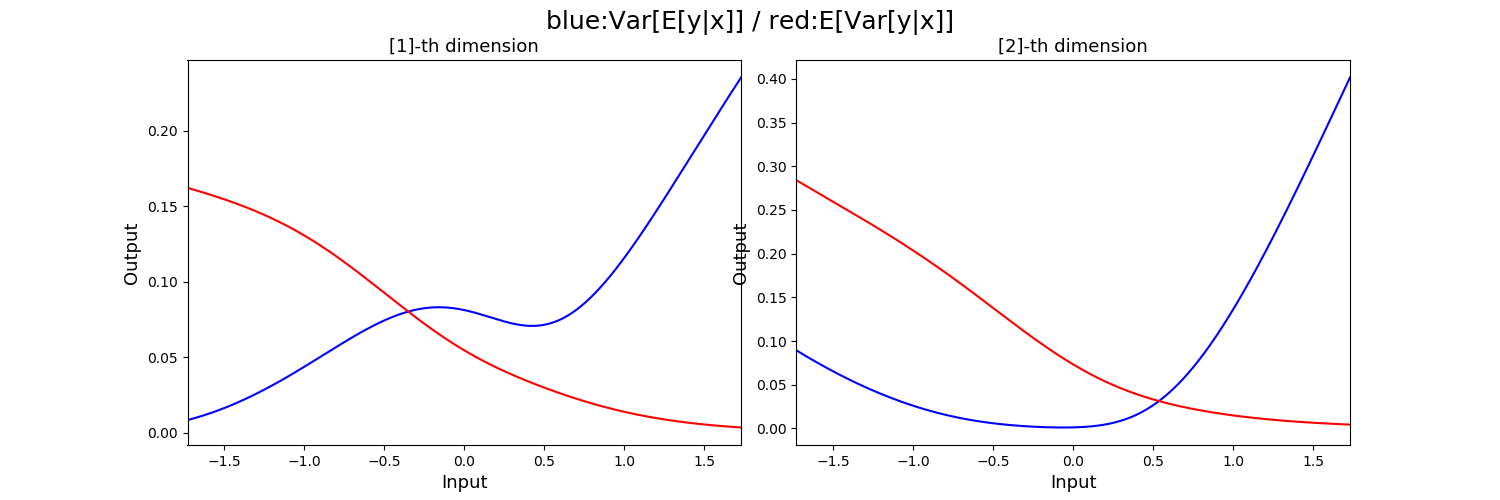 blue:Var[E[y|x]] / red:E[Var[y|x]]
[1]-th dimension
Output
0.20
0.15
0.10
0.05
0.00
−1.5 −1.0 −0.5 0.0 0.5 1.0 1.5
Input
[2]-th dimension
Output
0.40
0.35
0.30
0.25
0.20
0.15
0.10
0.05
0.00
−1.5 −1.0 −0.5 0.0 0.5 1.0 1.5
Input